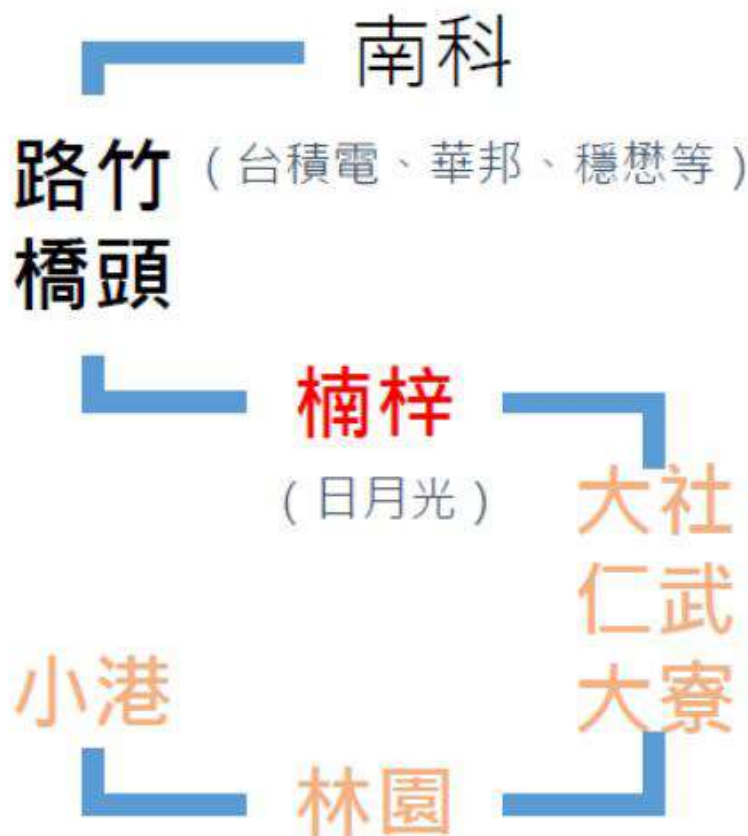 南科
路竹
(台積電、華邦、穩懋等)
橋頭
楠梓
(日月光)
大社
仁武
大寮
小港
林園